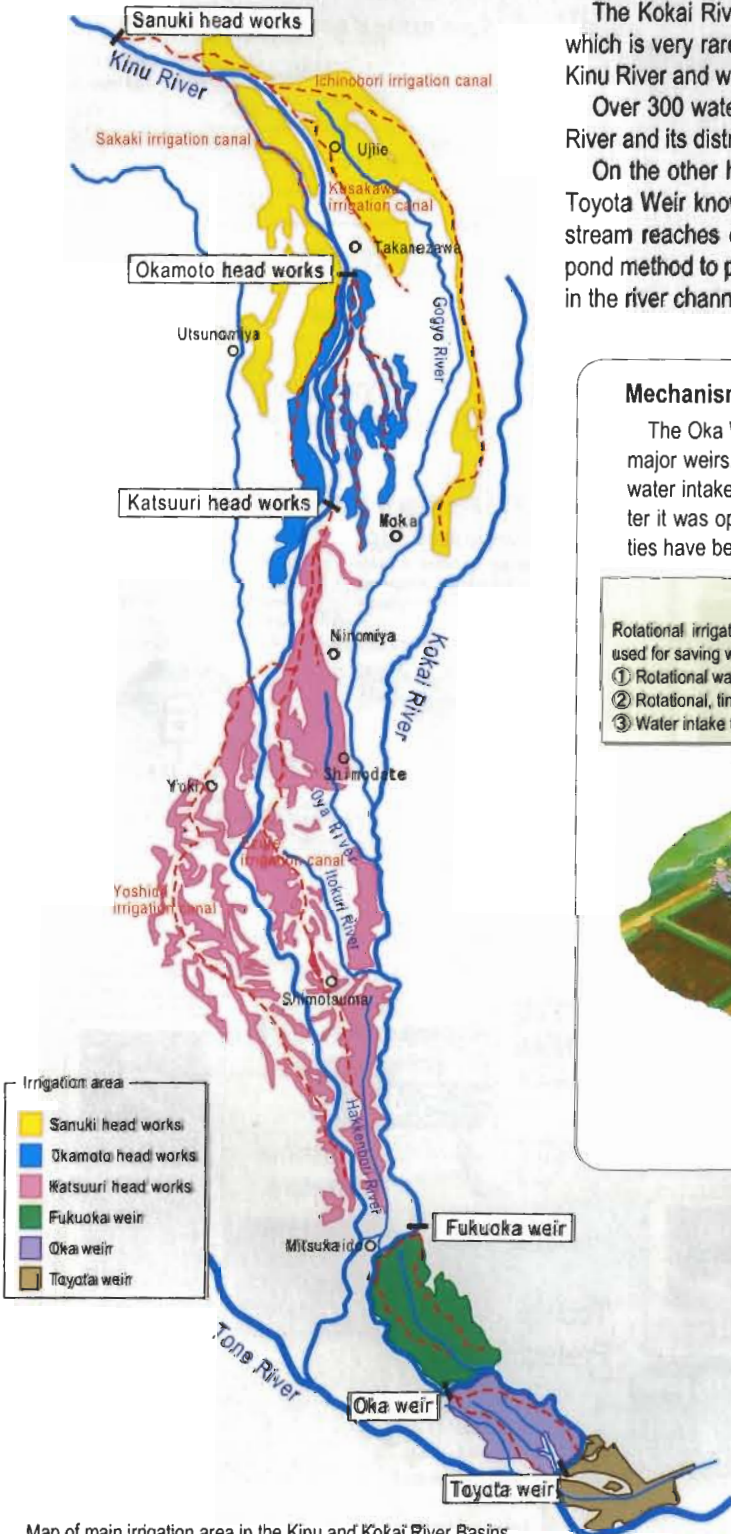 Sanuki head works
Kinu River
Ichinobori irrigation canal
Sakaki irrigation canal
Ujiie
Kusakawa
irrigation canal
Takanezawa
Okamoto head works
Gogyo River
Utsunomiya
Katsuuri head works
Moka
Ninomiya
Kokai River
Shimodate
Yuki
Oya River
irrigation canal
Itokuri River
Yoshida
irrigation canal
Shimotsuma
Hakkenbori River
Irrigation area
Sanuki head works
Okamoto head works
Katsuuri head works
Fukuoka weir
Oka weir
Toyota weir
Fukuoka weir
Mitsukaido
Tone River
Oka weir
Toyota weir
Map of main irrigation area in the Kinu and Kokai River Basins
The Kokai Riv
which is very rare
Kinu River and w
Over 300 wate
River and its distr
On the other h
Toyota Weir know
stream reaches
pond method to p
in the river chann
Mechanism
The Oka W
major weirs
water intake
ter it was op
ties have be
Rotational irrigat
used for saving w
① Rotational wa
② Rotational, tin
③ Water intake